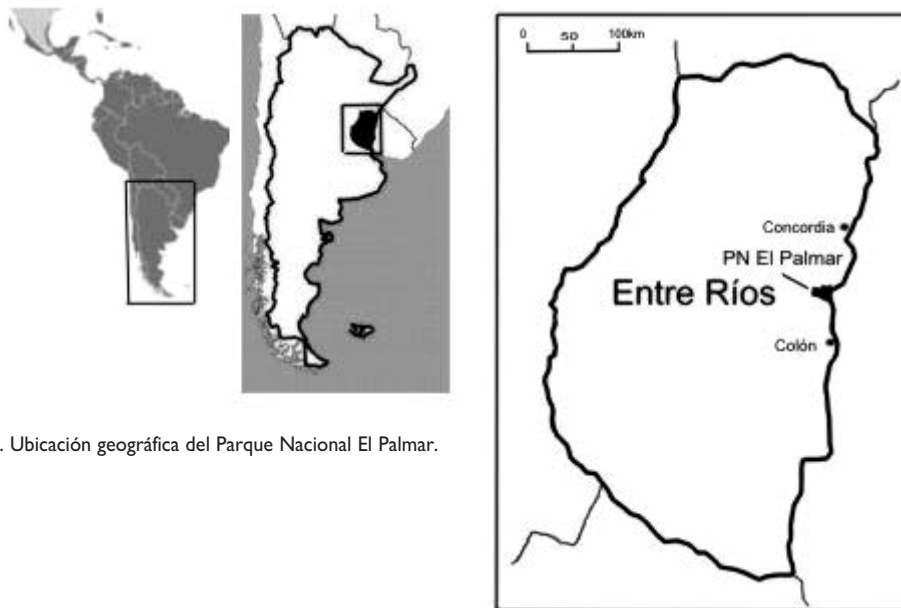 0 50 100km
Concordia
PN El Palmar
Entre Ríos
Colón
. Ubicación geográfica del Parque Nacional El Palmar.